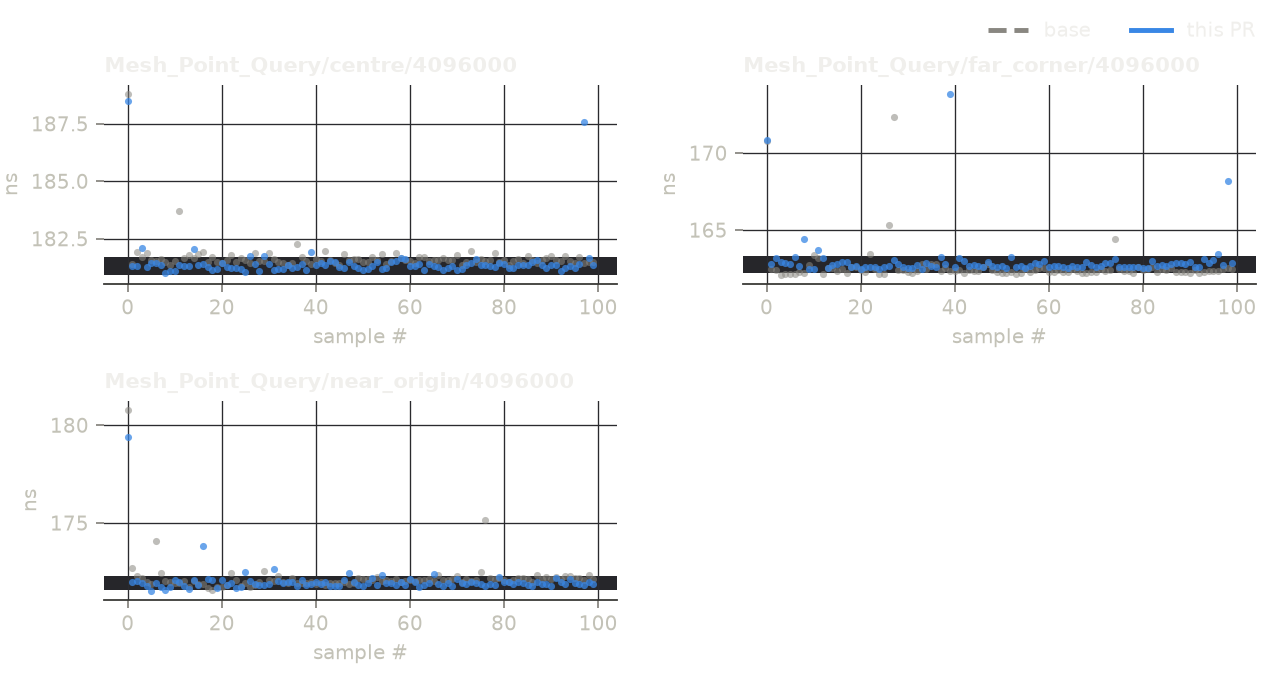 base this PR
Mesh_Point_Query/centre/4096000
187.5
185.0
182.5
ns
0 20 40 60 80 100
sample #
Mesh_Point_Query/far_corner/4096000
170
165
ns
0 20 40 60 80 100
sample #
Mesh_Point_Query/near_origin/4096000
180
175
ns
0 20 40 60 80 100
sample #